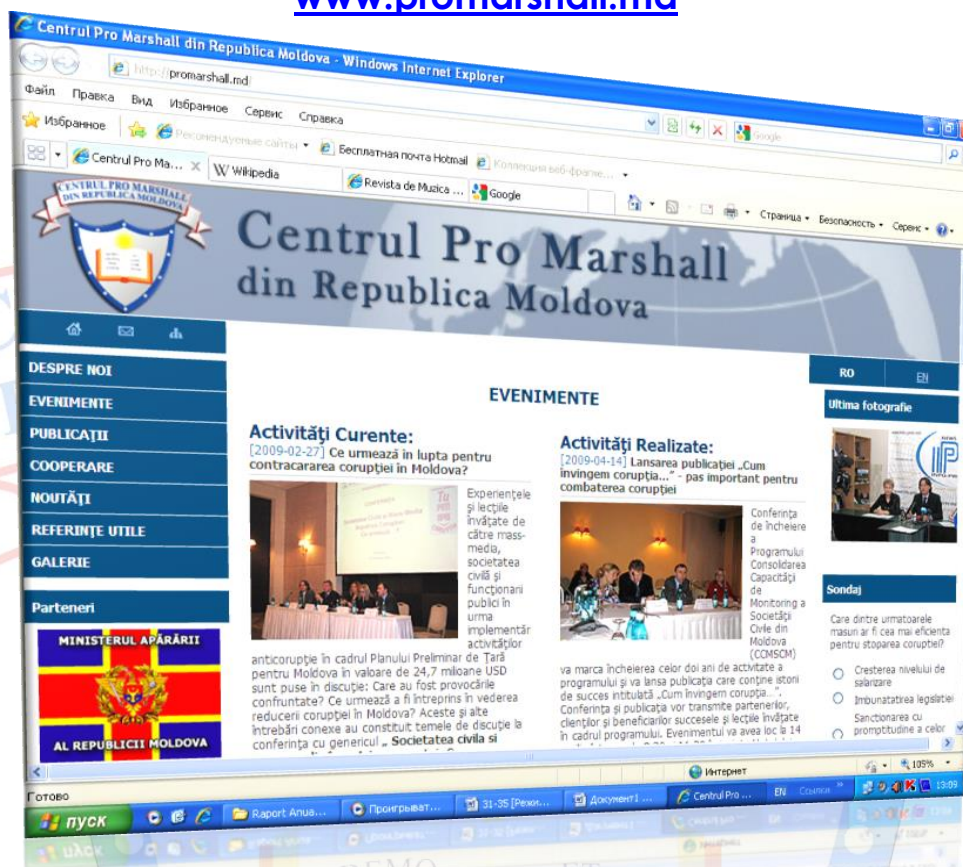 www.promarshall.md
Centrul Pro Marshall din Republica Moldova - Windows Internet Explorer
http://promarshall.md/
Файл Правка Вид Избранное Сервис Справка
Google
Избранное Рекомендуемые сайты Бесплатная почта Hotmail Коллекция веб-фрагме...
Centrul Pro Ma... Wikipedia Revista de Muzica ... Google
Страница Безопасность Сервис
CENTRUL PRO MARSHALL
DIN REPUBLICA MOLDOVA
Centrul Pro Marshall
din Republica Moldova
DESPRE NOI
EVENIMENTE
PUBLICAŢII
COOPERARE
NOUTĂŢI
REFERINŢE UTILE
GALERIE
Parteneri
MINISTERUL APĂRĂRII
AL REPUBLICII MOLDOVA
EVENIMENTE
Activităţi Curente:
[2009-02-27] Ce urmează in lupta pentru
contracararea corupţiei in Moldova?
Experienţele
şi lecţiile
învăţate de
către mass-
media,
societatea
civilă şi
funcţionari
publici în
urma
implementăr
activităţilor
anticorupţie în cadrul Planului Preliminar de Ţară
pentru Moldova în valoare de 24,7 milioane USD
sunt puse în discuţie: Care au fost provocările
confruntate? Ce urmează a fi întreprins în vederea
reducerii corupţiei în Moldova? Aceste şi alte
întrebări conexe au constituit temele de discuţie la
conferinţa cu genericul „ Societatea civila si
Activităţi Realizate:
[2009-04-14] Lansarea publicaţiei „Cum
invingem corupţia...” - pas important pentru
combaterea corupţiei
Conferinţa
de încheiere
a
Programului
Consolidarea
Capacităţi
de
Monitoring a
Societăţii
Civile din
Moldova
(CCMSCM)
va marca încheierea celor doi ani de activitate a
programului şi va lansa publicaţia care conţine istorii
de succes intitulată „Cum învingem corupţia...”.
Conferinţa şi publicaţia vor transmite partenerilor,
clienţilor şi beneficiarilor succesele şi lecţiile învăţate
în cadrul programului. Evenimentul va avea loc la 14
RO EN
Ultima fotografie
Sondaj
Care dintre urmatoarele
masuri ar fi cea mai eficienta
pentru stoparea corupţiei?
Cresterea nivelului de
salarizare
Imbunatatirea legislatiei
Sanctionarea cu
promptitudine a celor
Готово
Интернет
105%
пуск
Raport Anua... Проигрыват... 31-35 [Режи... Документ1 ... Centrul Pro ... EN Ссылки 13:09